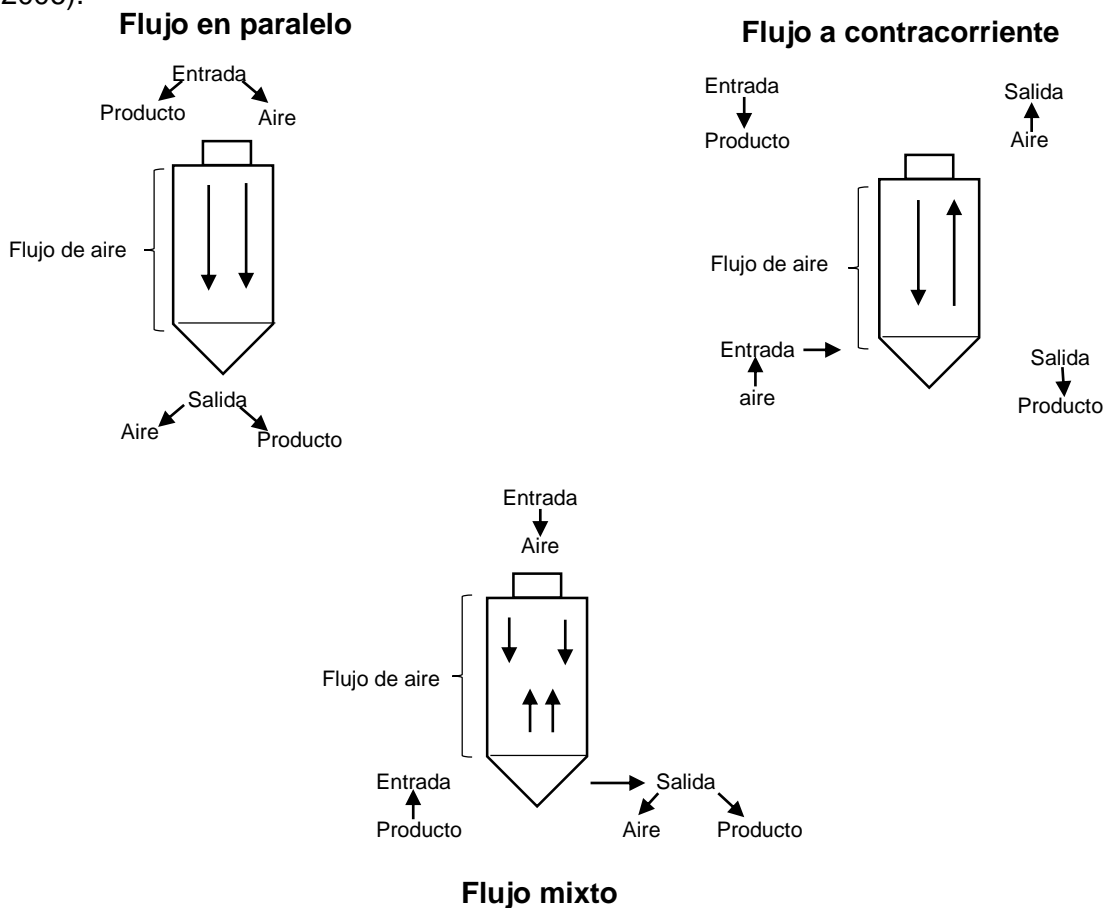 Flujo en paralelo
Entrada
Producto
Aire
Flujo de aire
Salida
Aire
Producto
Flujo a contracorriente
Entrada
Producto
Salida
Aire
Flujo de aire
Entrada
aire
Salida
Producto
Entrada
Aire
Flujo de aire
Entrada
Producto
Salida
Aire
Producto
Flujo mixto